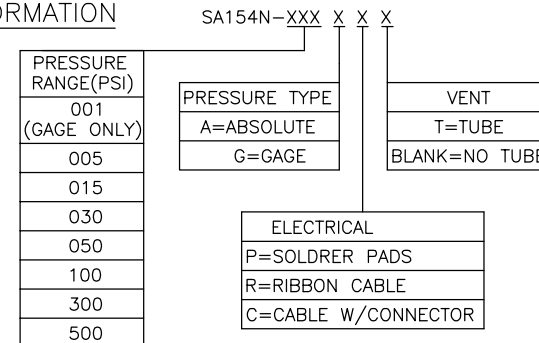 ORMATION
SA154N-XXX X X X
PRESSURE
RANGE(PSI)
001
(GAGE ONLY)
005
015
030
050
100
300
500
PRESSURE TYPE
A=ABSOLUTE
G=GAGE
VENT
T=TUBE
BLANK=NO TUBE
ELECTRICAL
P=SOLDRER PADS
R=RIBBON CABLE
C=CABLE W/CONNECTOR